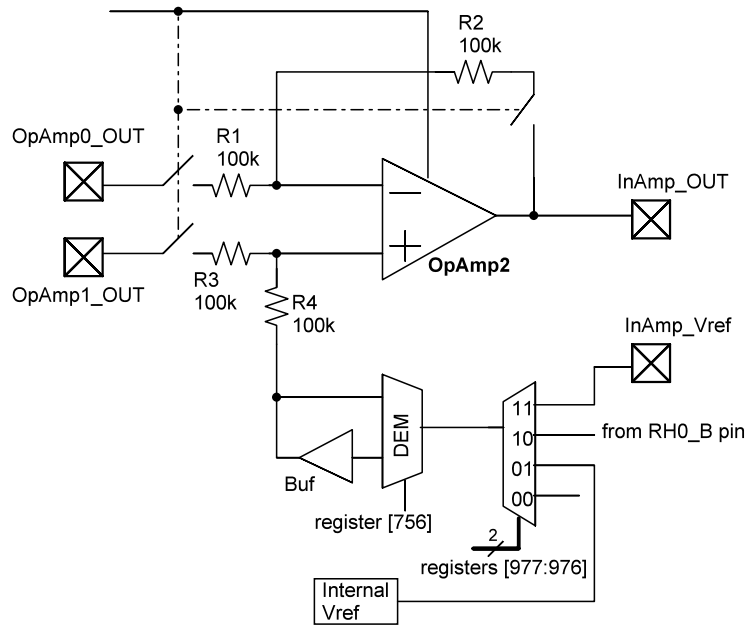 R2
100k
OpAmp0_OUT
R1
100k
InAmp_OUT
OpAmp2
OpAmp1_OUT
R3
100k
R4
100k
InAmp_Vref
DEM
11
10
01
00
from RH0_B pin
Buf
register [756]
2
registers [977:976]
Internal
Vref